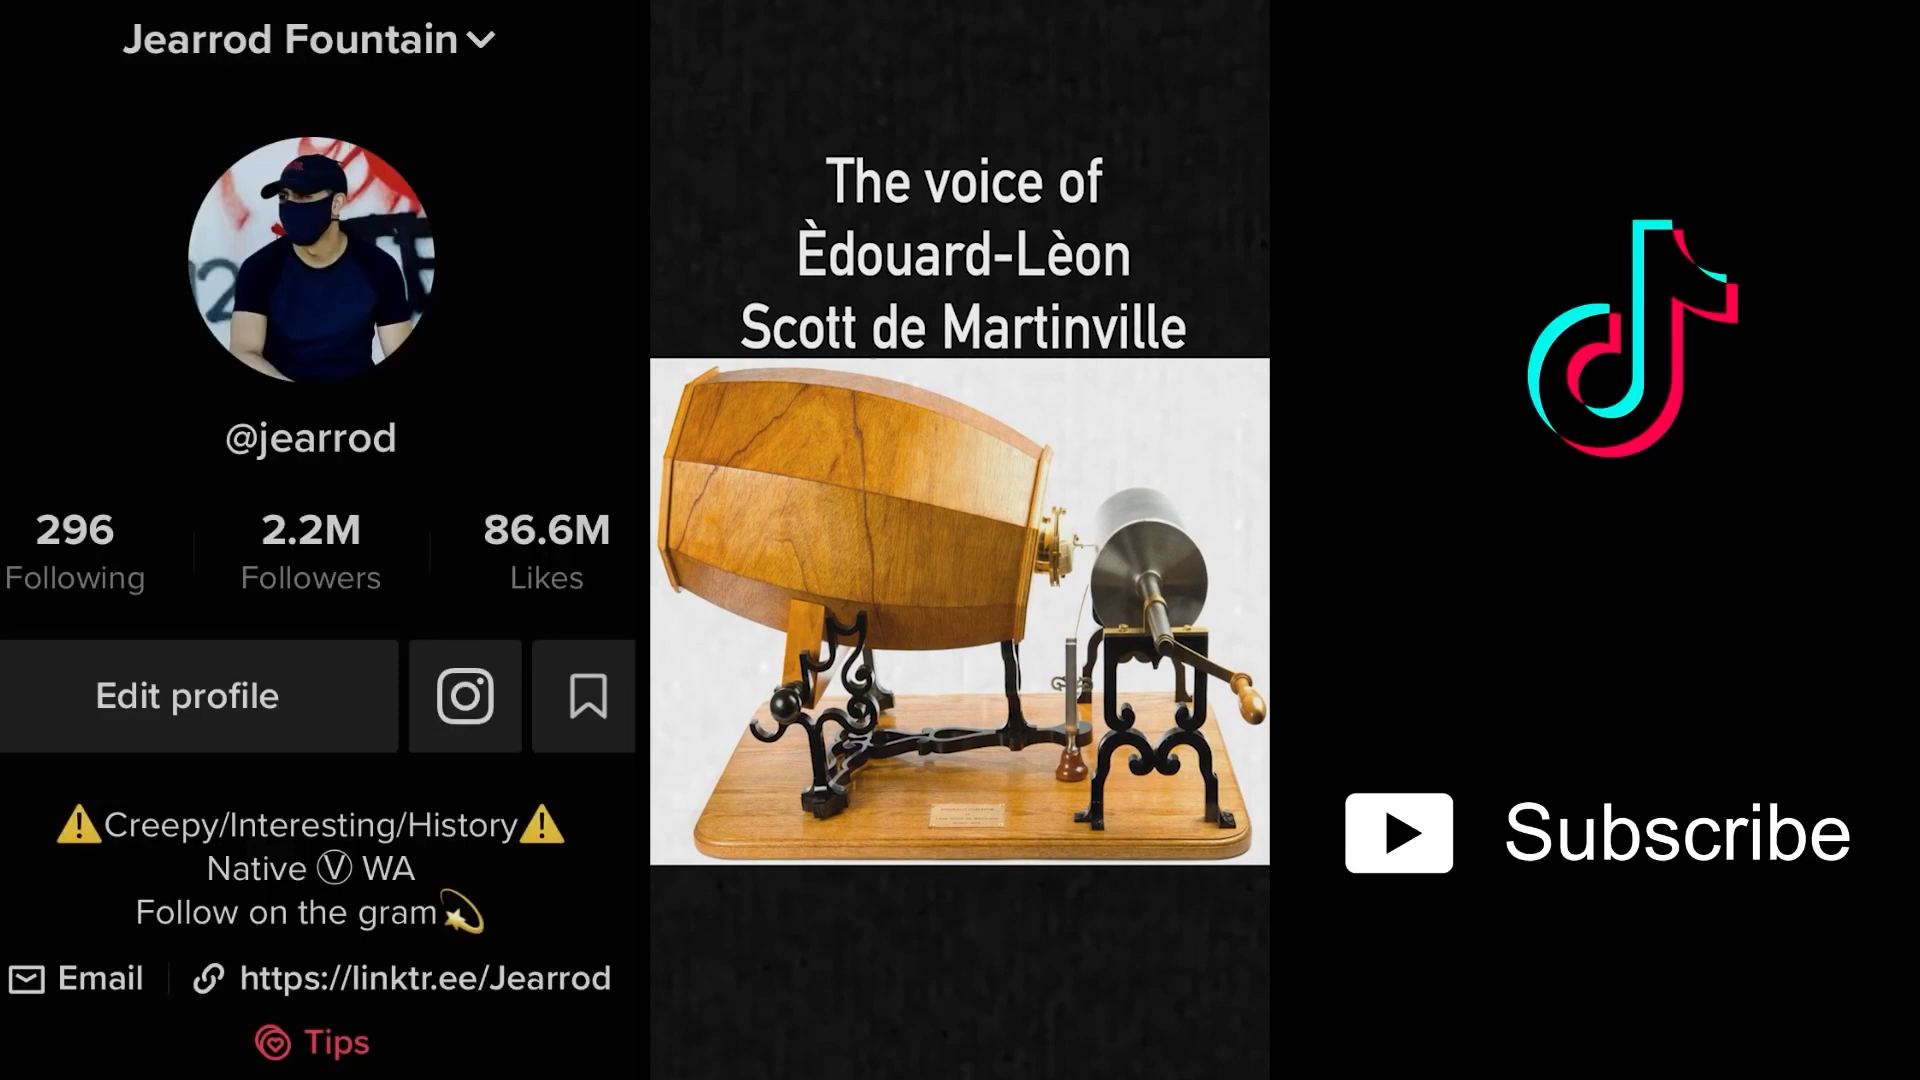 Jearrod Fountain
@jearrod
296
Following
2.2M
Followers
86.6M
Likes
Edit profile
⚠️Creepy/Interesting/History⚠️
Native Ⓥ WA
Follow on the gram💫
Email
https://linktr.ee/Jearrod
Tips
The voice of
Èdouard-Lèon
Scott de Martinville
Subscribe